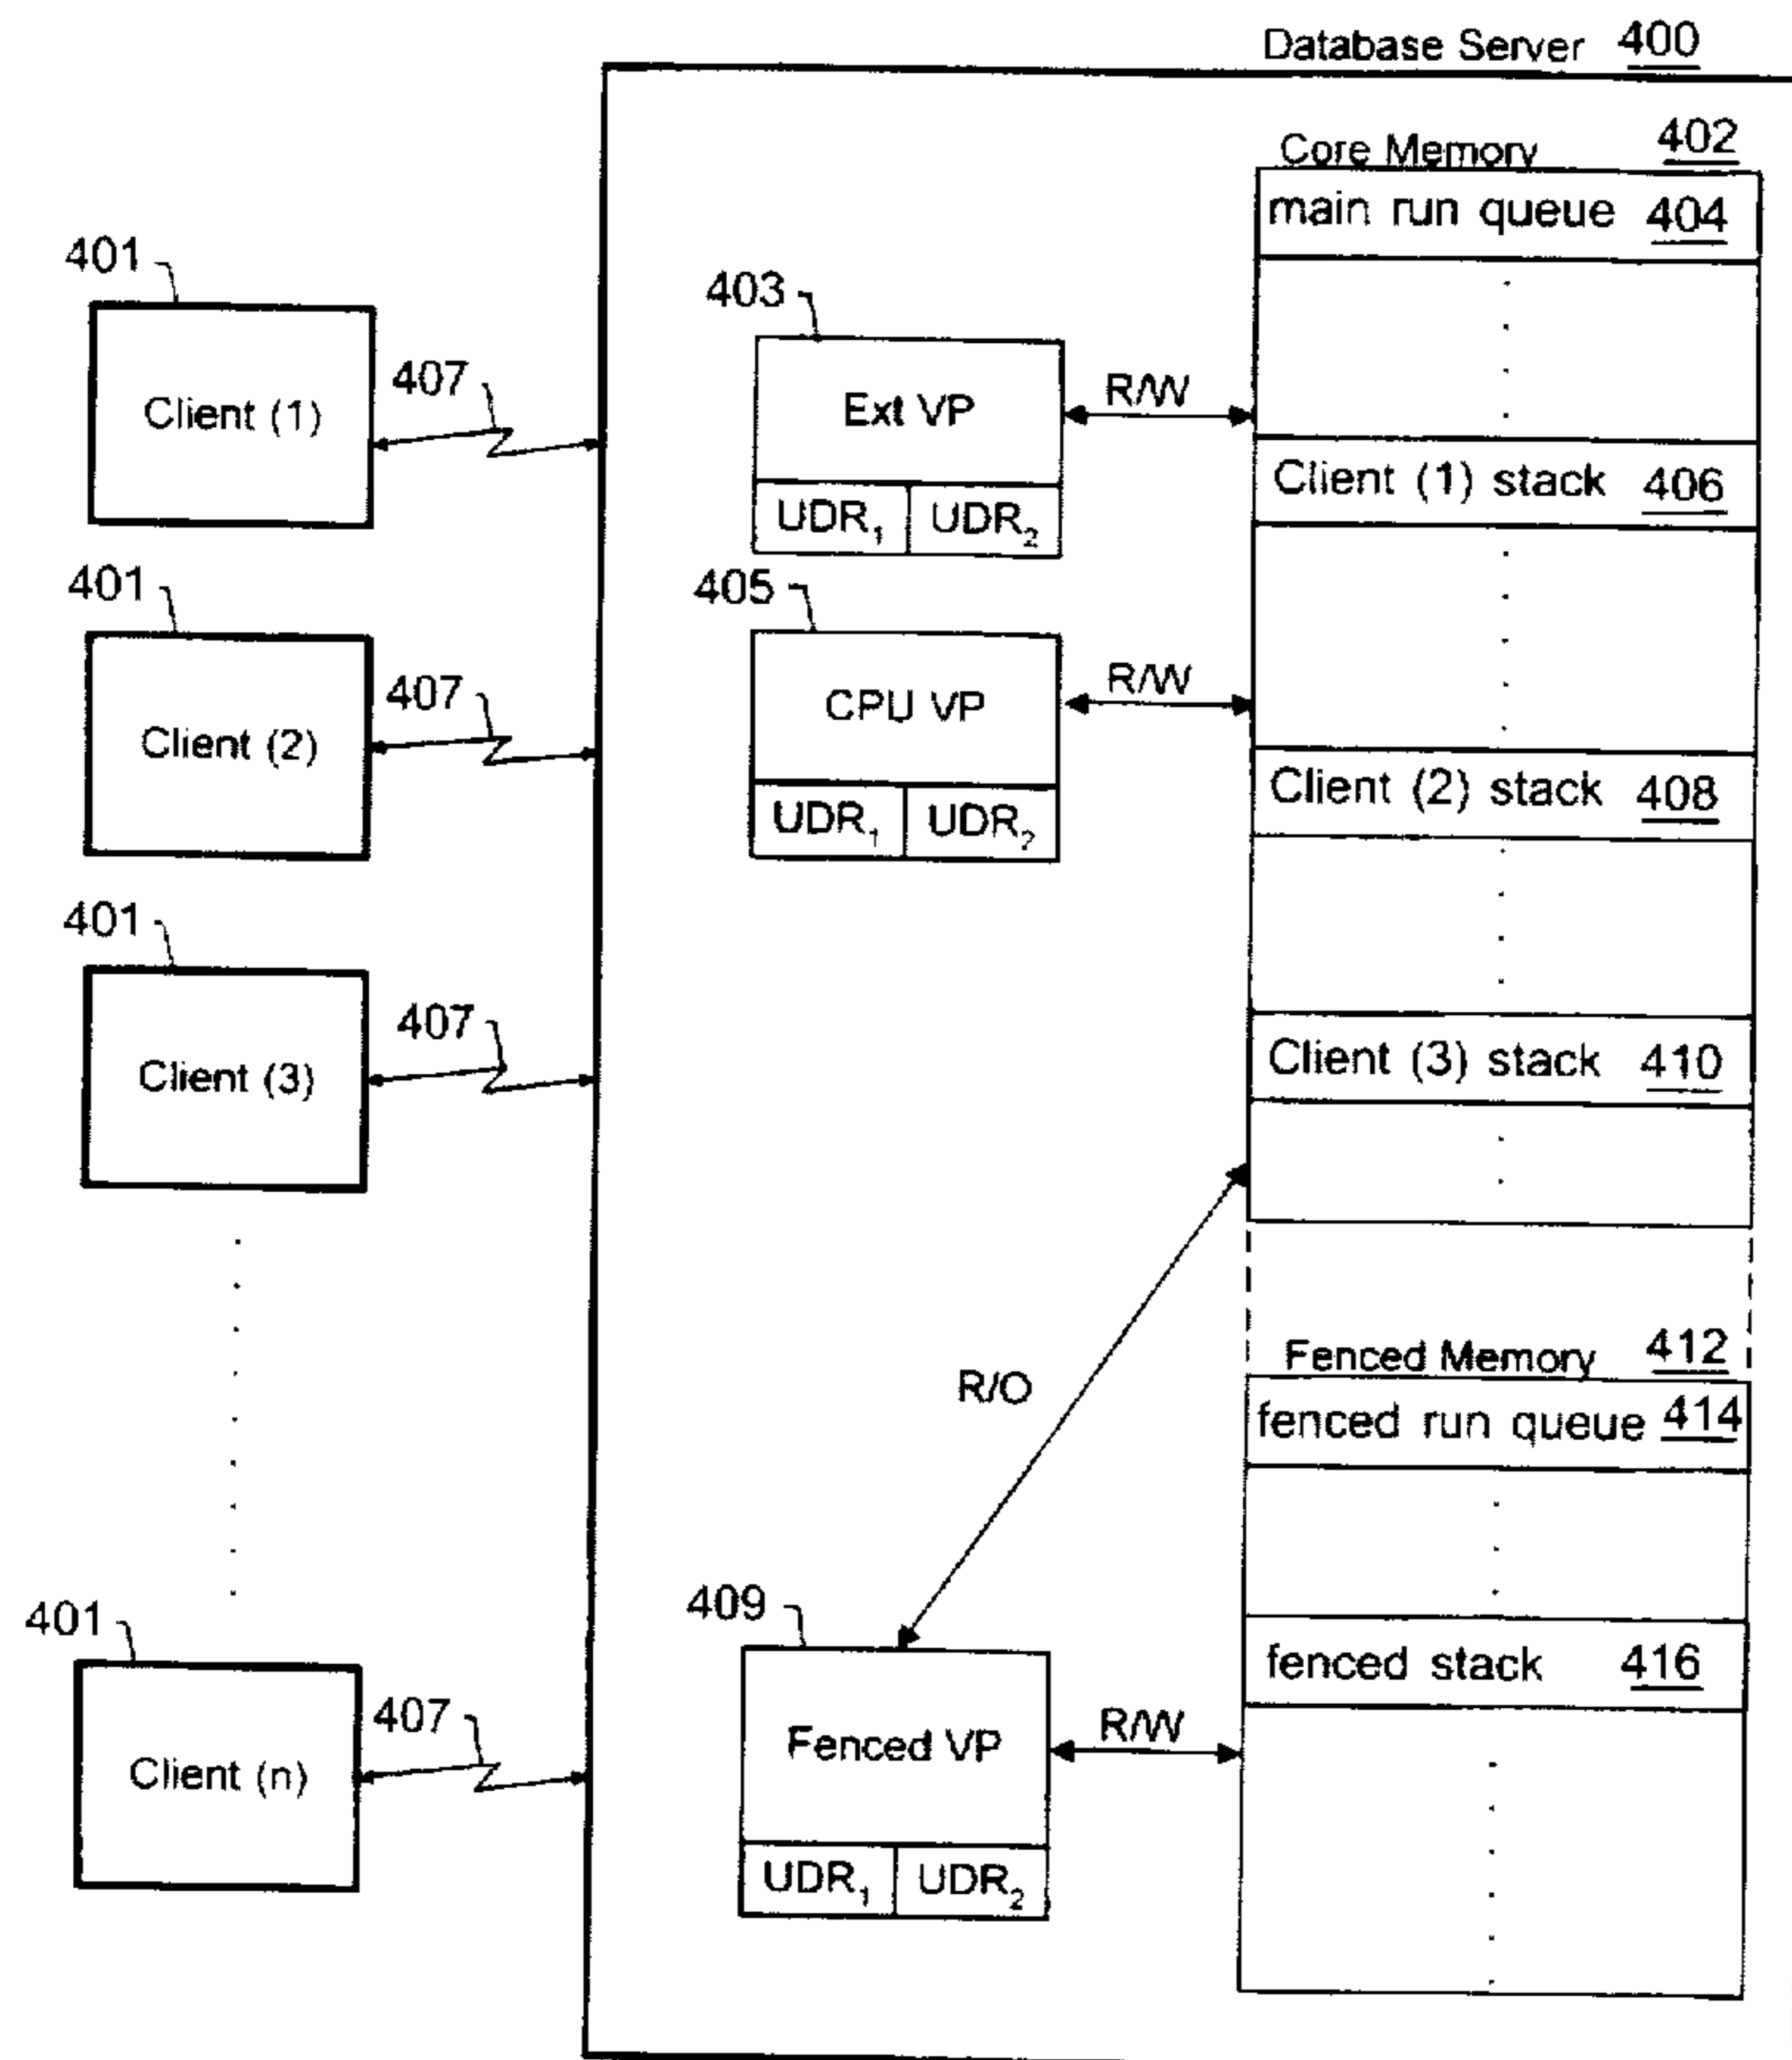 Database Server 400
Core Memory 402
main run queue 404
401
Client (1)
407
403
Ext VP
UDR1 UDR2
R/W
Client (1) stack 406
401
Client (2)
407
405
CPU VP
UDR1 UDR2
R/W
Client (2) stack 408
401
Client (3)
407
Client (3) stack 410
R/O
Fenced Memory 412
fenced run queue 414
401
Client (n)
407
409
Fenced VP
UDR1 UDR2
R/W
fenced stack 416